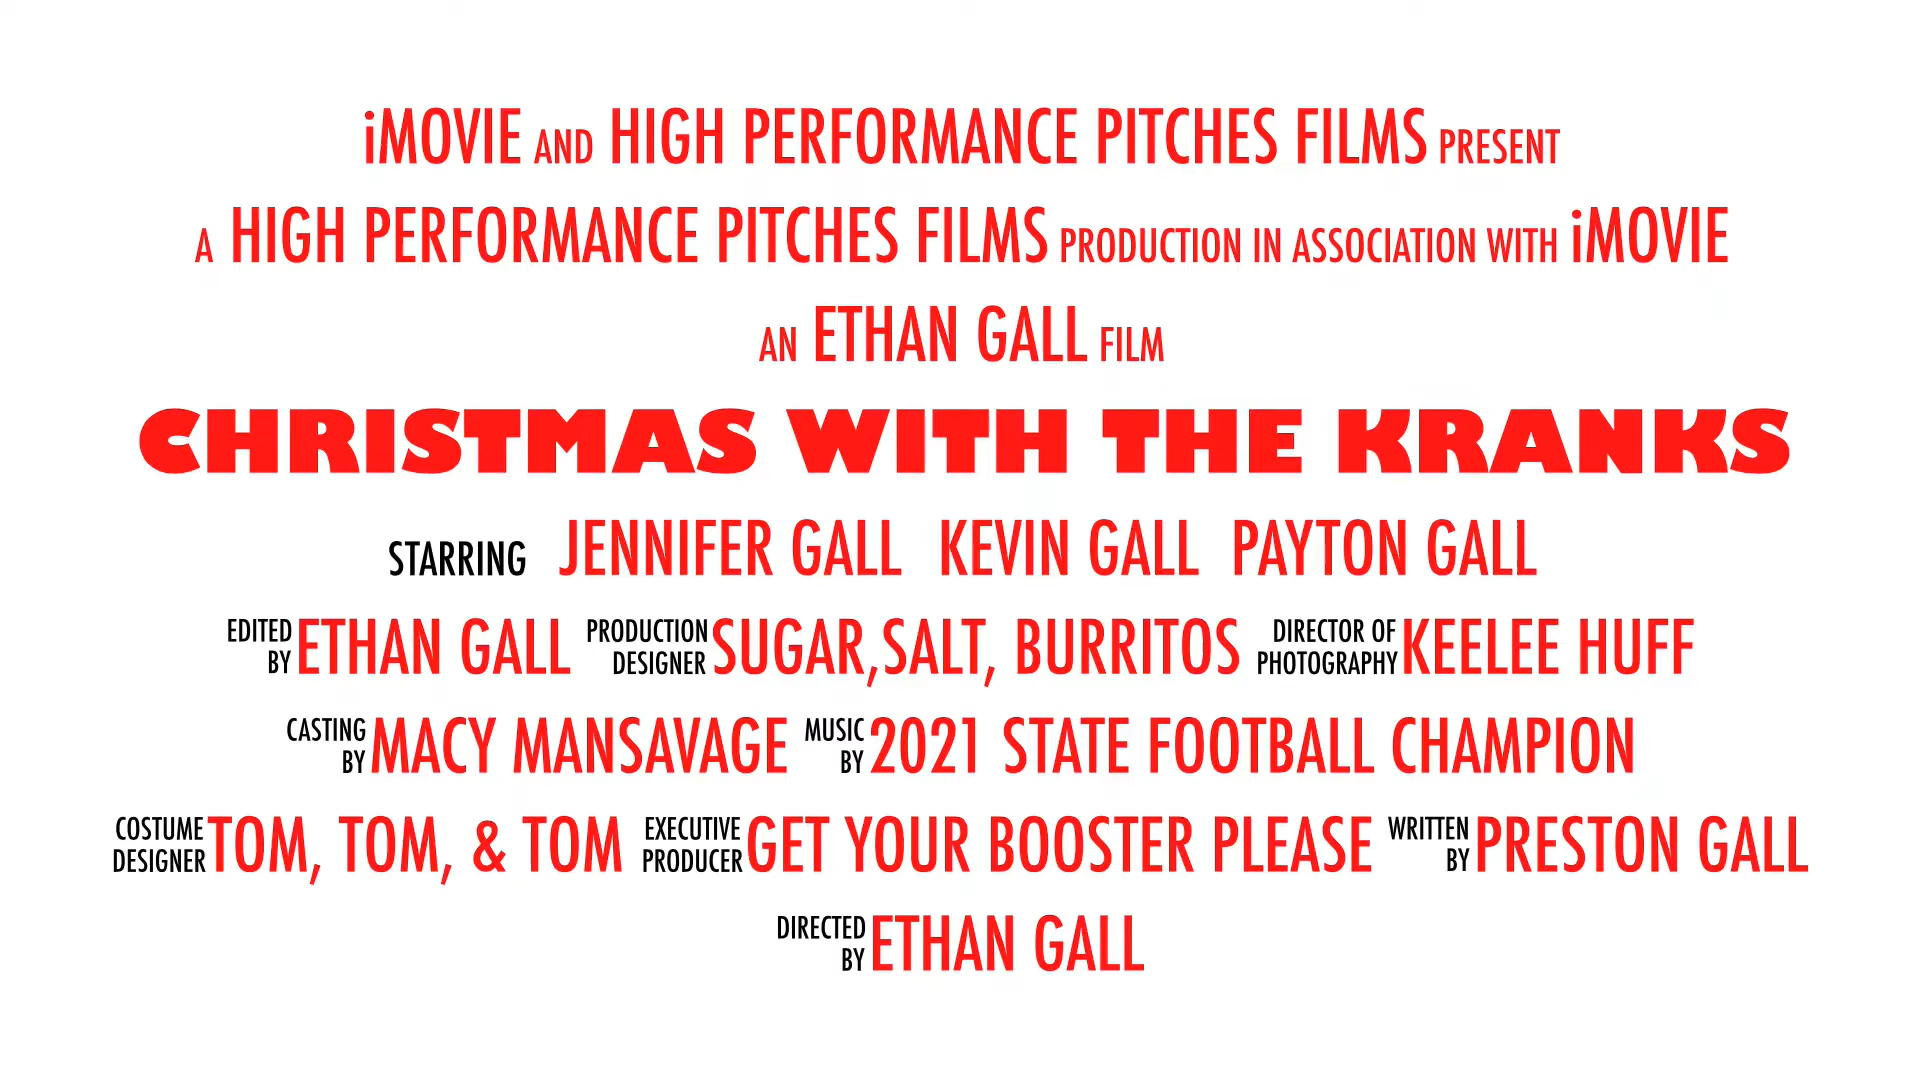 iMOVIE AND HIGH PERFORMANCE PITCHES FILMS PRESENT
A HIGH PERFORMANCE PITCHES FILMS PRODUCTION IN ASSOCIATION WITH iMOVIE
AN ETHAN GALL FILM
CHRISTMAS WITH THE KRANKS
STARRING JENNIFER GALL KEVIN GALL PAYTON GALL
EDITED BY ETHAN GALL PRODUCTION DESIGNER SUGAR,SALT, BURRITOS DIRECTOR OF PHOTOGRAPHY KEELEE HUFF
CASTING BY MACY MANSAVAGE MUSIC BY 2021 STATE FOOTBALL CHAMPION
COSTUME DESIGNER TOM, TOM, & TOM EXECUTIVE PRODUCER GET YOUR BOOSTER PLEASE WRITTEN BY PRESTON GALL
DIRECTED BY ETHAN GALL